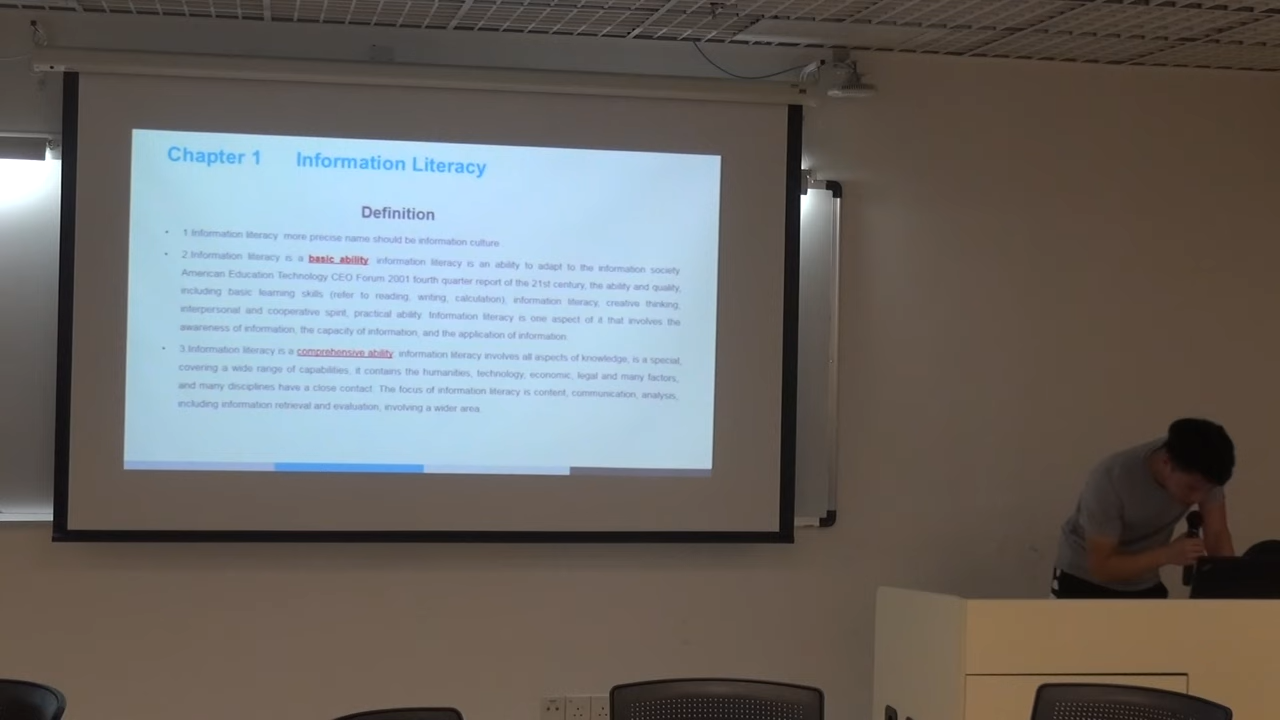 Chapter 1 Information Literacy
Definition
• 1.Information literacy more precise name should be information culture
• 2.Information literacy is a basic ability: information literacy is an ability to adapt to the information society
American Education Technology CEO Forum 2001 fourth quarter report of the 21st century, the ability and quality,
including basic learning skills (refer to reading, writing, calculation), information literacy, creative thinking,
interpersonal and cooperative spirit, practical ability. Information literacy is one aspect of it that involves the
awareness of information, the capacity of information, and the application of information.
• 3.Information literacy is a comprehensive ability: information literacy involves all aspects of knowledge, is a special,
covering a wide range of capabilities, it contains the humanities, technology, economic, legal and many factors,
and many disciplines have a close contact. The focus of information literacy is content, communication, analysis,
including information retrieval and evaluation, involving a wider area.